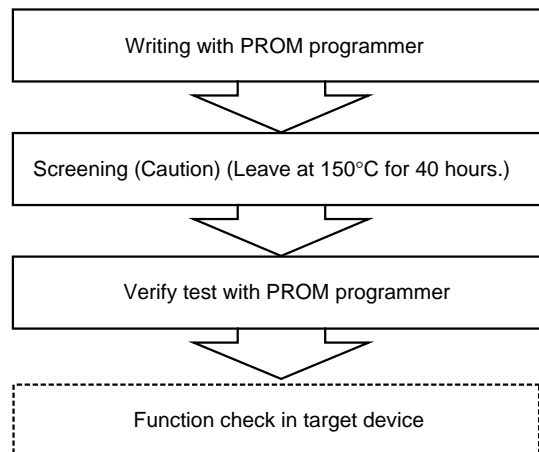 Writing with PROM programmer
Screening (Caution) (Leave at 150°C for 40 hours.)
Verify test with PROM programmer
Function check in target device